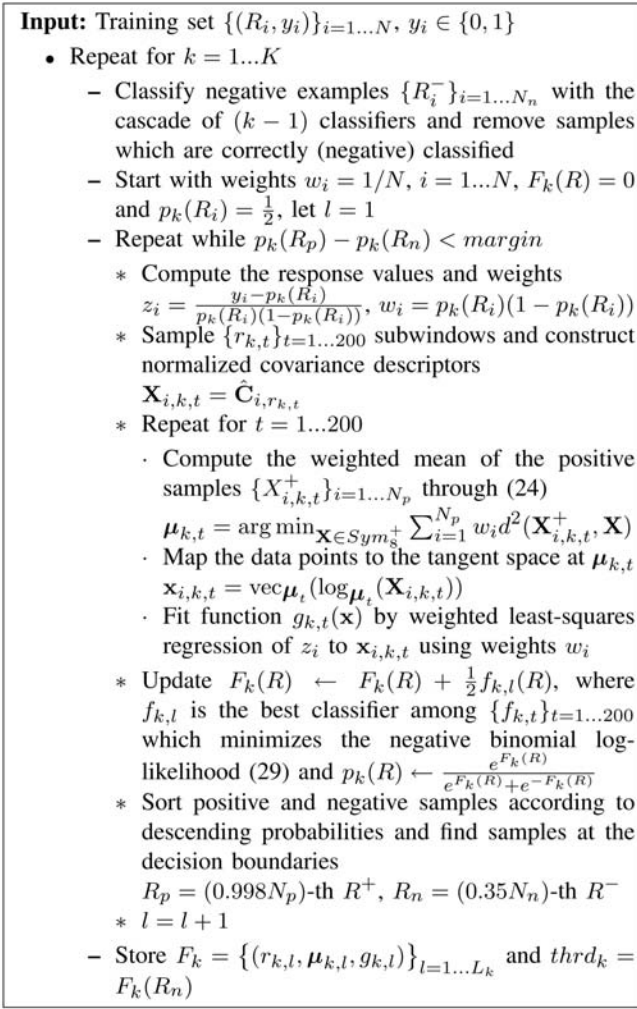 Input: Training set {(R_i, y_i)}_{i=1...N}, y_i ∈ {0, 1}
• Repeat for k = 1...K
– Classify negative examples {R_i^-}_{i=1...N_n} with the
cascade of (k − 1) classifiers and remove samples
which are correctly (negative) classified
– Start with weights w_i = 1/N, i = 1...N, F_k(R) = 0
and p_k(R_i) = 1/2, let l = 1
– Repeat while p_k(R_p) − p_k(R_n) < margin
∗ Compute the response values and weights
z_i = (y_i − p_k(R_i)) / (p_k(R_i)(1 − p_k(R_i))), w_i = p_k(R_i)(1 − p_k(R_i))
∗ Sample {r_{k,t}}_{t=1...200} subwindows and construct
normalized covariance descriptors
X_{i,k,t} = Ĉ_{i,r_{k,t}}
∗ Repeat for t = 1...200
· Compute the weighted mean of the positive
samples {X_{i,k,t}^+}_{i=1...N_p} through (24)
μ_{k,t} = arg min_{X∈Sym_8^+} ∑_{i=1}^{N_p} w_i d^2(X_{i,k,t}^+, X)
· Map the data points to the tangent space at μ_{k,t}
x_{i,k,t} = vec_{μ_t}(log_{μ_t}(X_{i,k,t}))
· Fit function g_{k,t}(x) by weighted least-squares
regression of z_i to x_{i,k,t} using weights w_i
∗ Update F_k(R) ← F_k(R) + 1/2 f_{k,l}(R), where
f_{k,l} is the best classifier among {f_{k,t}}_{t=1...200}
which minimizes the negative binomial log-
likelihood (29) and p_k(R) ← e^{F_k(R)} / (e^{F_k(R)} + e^{−F_k(R)})
∗ Sort positive and negative samples according to
descending probabilities and find samples at the
decision boundaries
R_p = (0.998N_p)-th R^+, R_n = (0.35N_n)-th R^-
∗ l = l + 1
– Store F_k = {(r_{k,l}, μ_{k,l}, g_{k,l})}_{l=1...L_k} and thrd_k =
F_k(R_n)